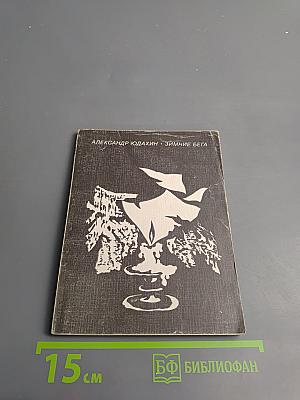 АЛЕКСАНДР ЮДАХИН · ЗИМНИЕ БЕГА
15 см
БФ БИБЛИОФАН